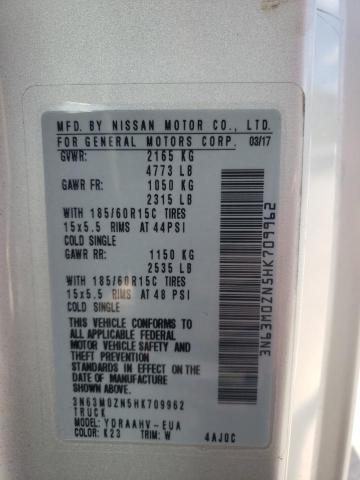 MFD. BY NISSAN MOTOR CO., LTD.
FOR GENERAL MOTORS CORP. 03/17
GVWR: 2165 KG
4773 LB
GAWR FR: 1050 KG
2315 LB
WITH 185/60R15C TIRES
15x5.5 RIMS AT 44PSI
COLD SINGLE
GAWR RR: 1150 KG
2535 LB
WITH 185/60R15C TIRES
15x5.5 RIMS AT 48 PSI
COLD SINGLE
THIS VEHICLE CONFORMS TO
ALL APPLICABLE FEDERAL
MOTOR VEHICLE SAFETY AND
THEFT PREVENTION
STANDARDS IN EFFECT ON
THE DATE OF MANUFACTURE
SHOWN ABOVE.
3N63M0ZN5HK709962
TRUCK
MODEL: YDRAAHV-EUA
COLOR: K23 TRIM: W 4AJ0C
3N63M0ZN5HK709962